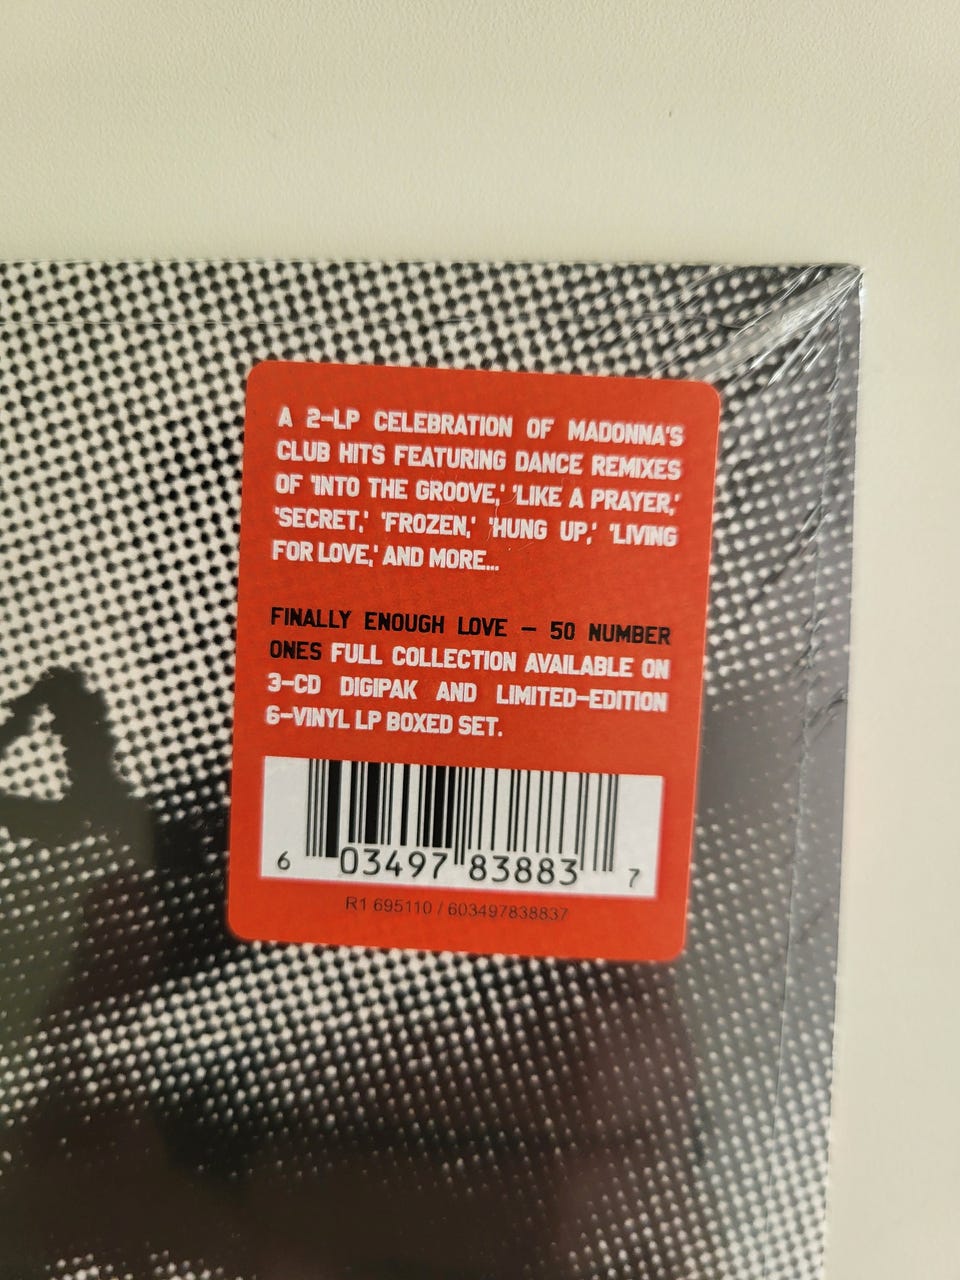 A 2-LP CELEBRATION OF MADONNA'S
CLUB HITS FEATURING DANCE REMIXES
OF 'INTO THE GROOVE,' 'LIKE A PRAYER,'
'SECRET,' 'FROZEN,' 'HUNG UP,' 'LIVING
FOR LOVE,' AND MORE...
FINALLY ENOUGH LOVE – 50 NUMBER
ONES FULL COLLECTION AVAILABLE ON
3-CD DIGIPAK AND LIMITED-EDITION
6-VINYL LP BOXED SET.
6 03497 83883 7
R1 695110 / 603497838837